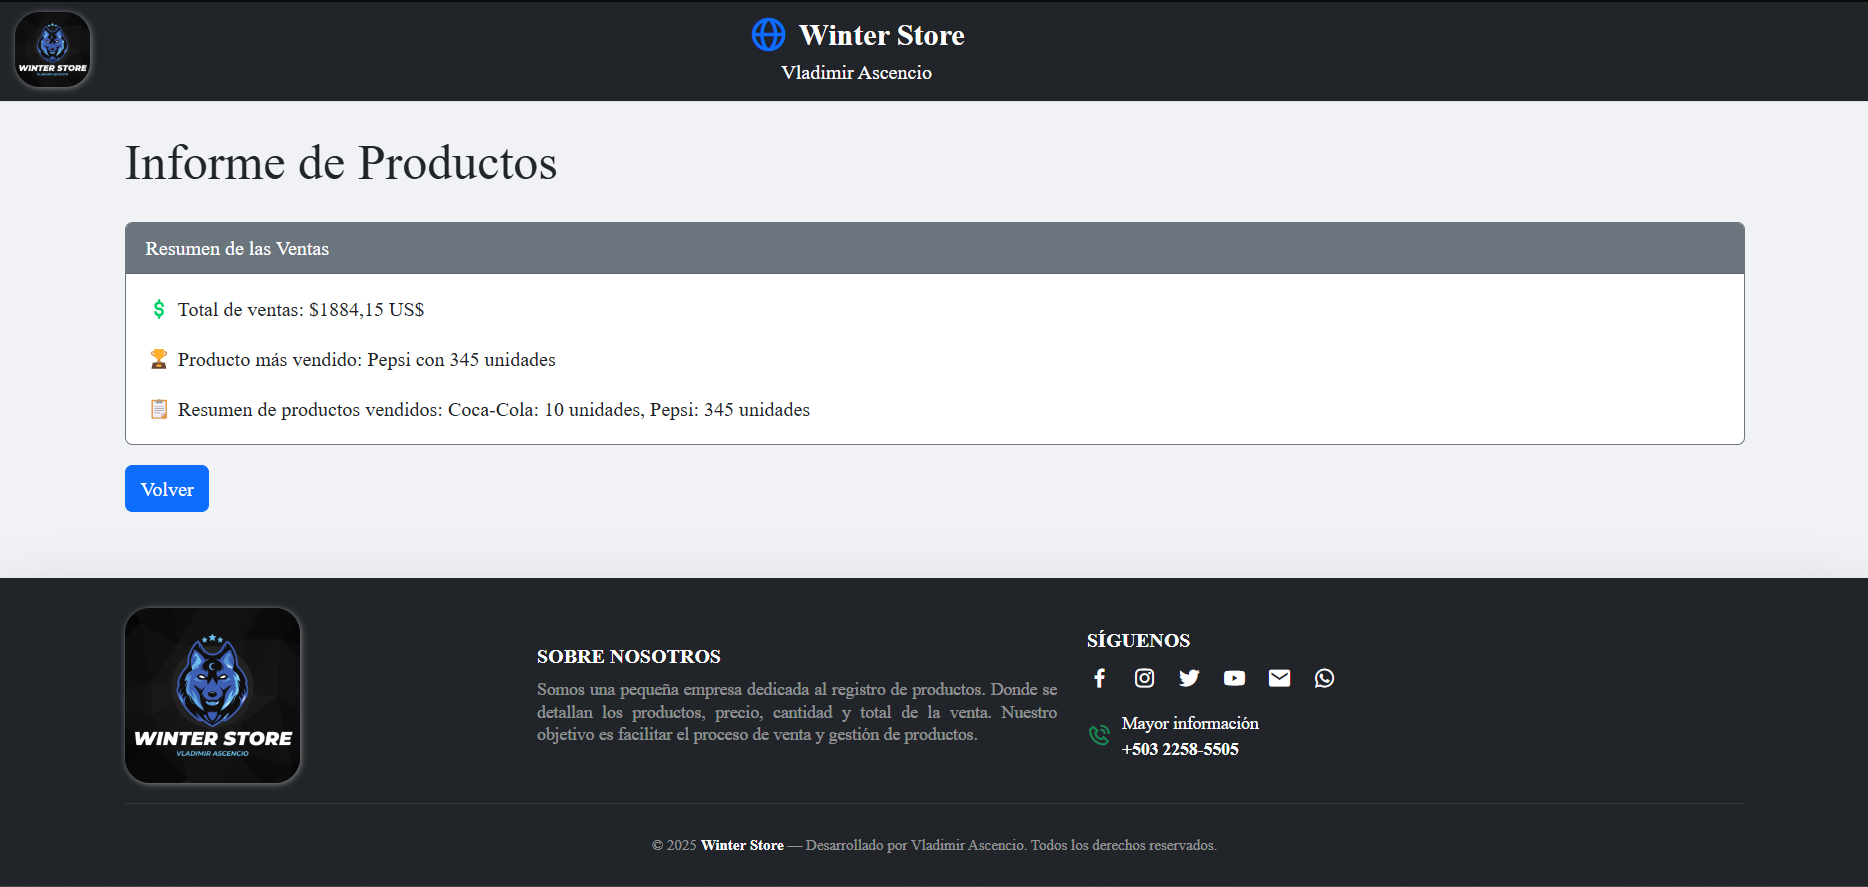 WINTER STORE
VLADIMIR ASCENCIO
Winter Store
Vladimir Ascencio
Informe de Productos
Resumen de las Ventas
Total de ventas: $1884,15 US$
Producto más vendido: Pepsi con 345 unidades
Resumen de productos vendidos: Coca-Cola: 10 unidades, Pepsi: 345 unidades
Volver
WINTER STORE
VLADIMIR ASCENCIO
SOBRE NOSOTROS
Somos una pequeña empresa dedicada al registro de productos. Donde se
detallan los productos, precio, cantidad y total de la venta. Nuestro
objetivo es facilitar el proceso de venta y gestión de productos.
SÍGUENOS
Mayor información
+503 2258-5505
© 2025 Winter Store — Desarrollado por Vladimir Ascencio. Todos los derechos reservados.